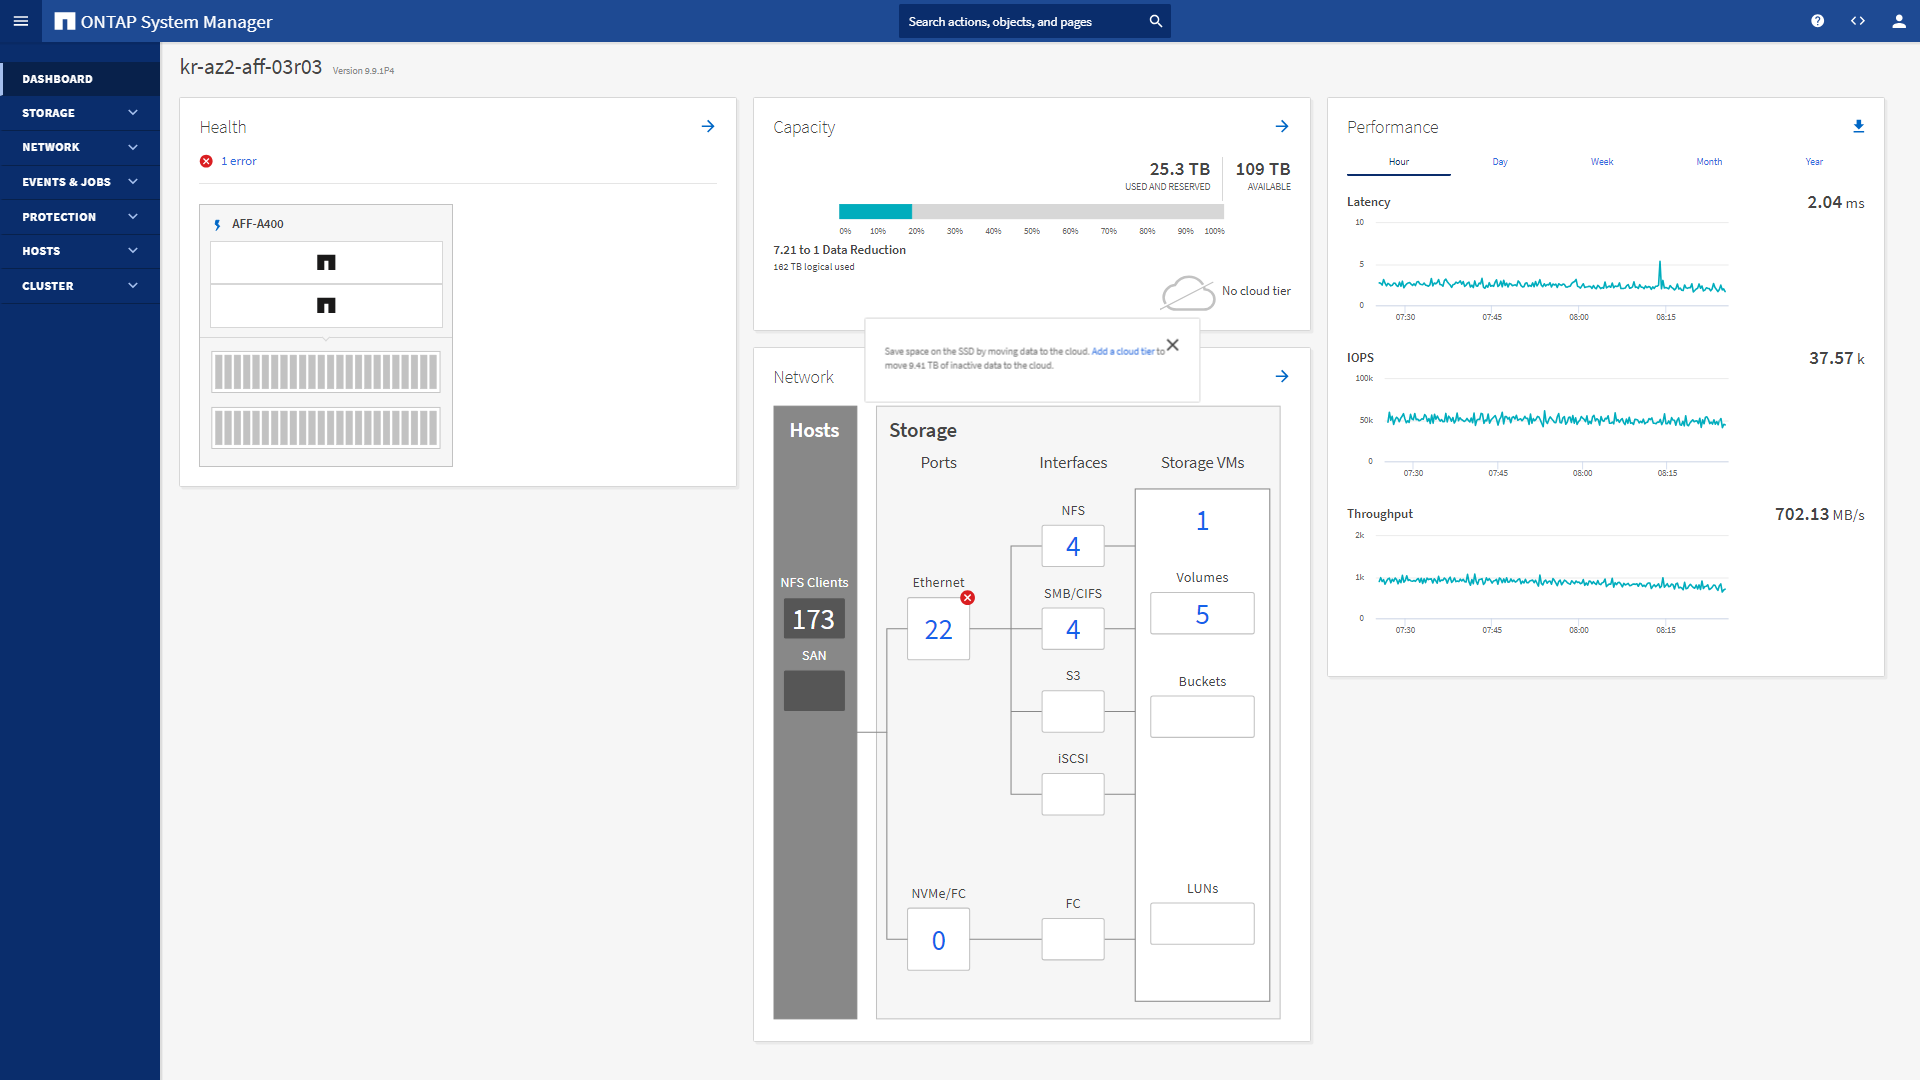 ONTAP System Manager
Search actions, objects, and pages
DASHBOARD
STORAGE
NETWORK
EVENTS & JOBS
PROTECTION
HOSTS
CLUSTER
kr-az2-aff-03r03 Version 9.9.1P4
Health
1 error
AFF-A400
Capacity
25.3 TB 109 TB
USED AND RESERVED AVAILABLE
0% 10% 20% 30% 40% 50% 60% 70% 80% 90% 100%
7.21 to 1 Data Reduction
162 TB logical used
No cloud tier
Save space on the SSD by moving data to the cloud. Add a cloud tier to
move 9.41 TB of inactive data to the cloud.
Network
Hosts
NFS Clients
173
SAN
Storage
Ports Interfaces Storage VMs
Ethernet
22
NVMe/FC
0
NFS
4
SMB/CIFS
4
S3
iSCSI
FC
1
Volumes
5
Buckets
LUNs
Performance
Hour Day Week Month Year
Latency 2.04 ms
10
5
0
07:30 07:45 08:00 08:15
IOPS 37.57 k
100k
50k
0
07:30 07:45 08:00 08:15
Throughput 702.13 MB/s
2k
1k
0
07:30 07:45 08:00 08:15